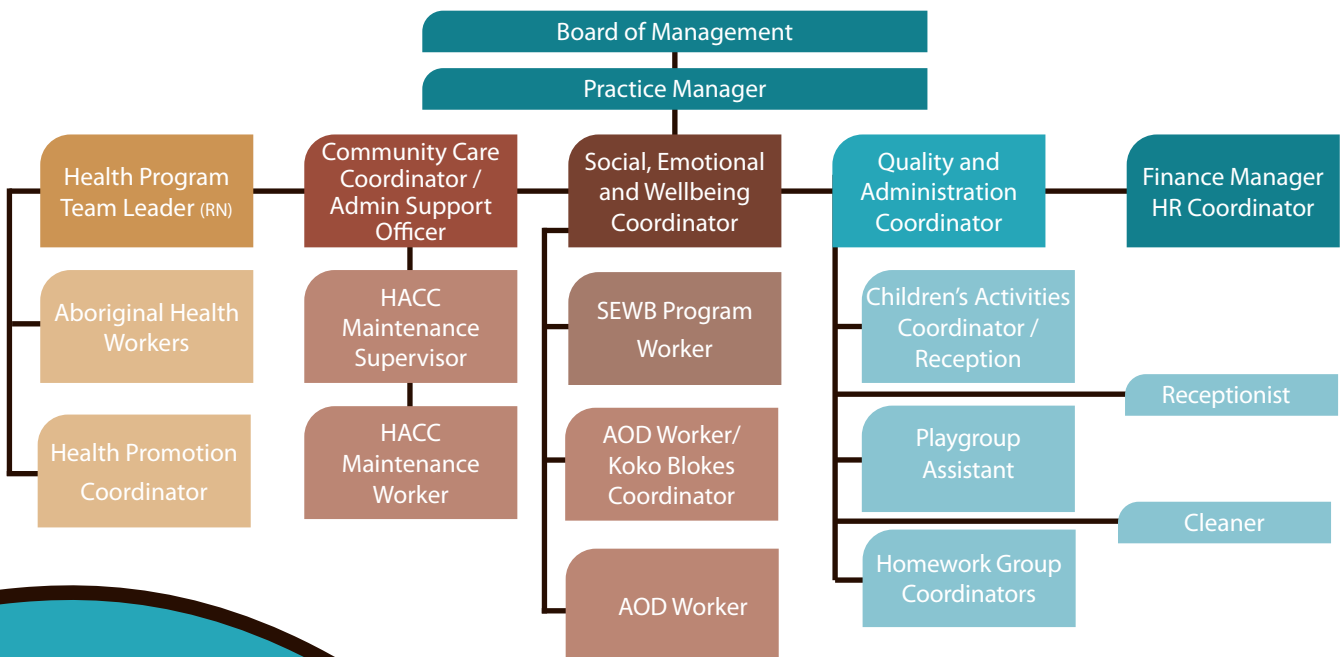 Board of Management
Practice Manager
Health Program
Team Leader (RN)
Community Care
Coordinator /
Admin Support
Officer
Social, Emotional
and Wellbeing
Coordinator
Quality and
Administration
Coordinator
Finance Manager
HR Coordinator
Aboriginal Health
Workers
HACC
Maintenance
Supervisor
SEWB Program
Worker
Children’s Activities
Coordinator /
Reception
Receptionist
Health Promotion
Coordinator
HACC
Maintenance
Worker
AOD Worker/
Koko Blokes
Coordinator
Playgroup
Assistant
Cleaner
AOD Worker
Homework Group
Coordinators